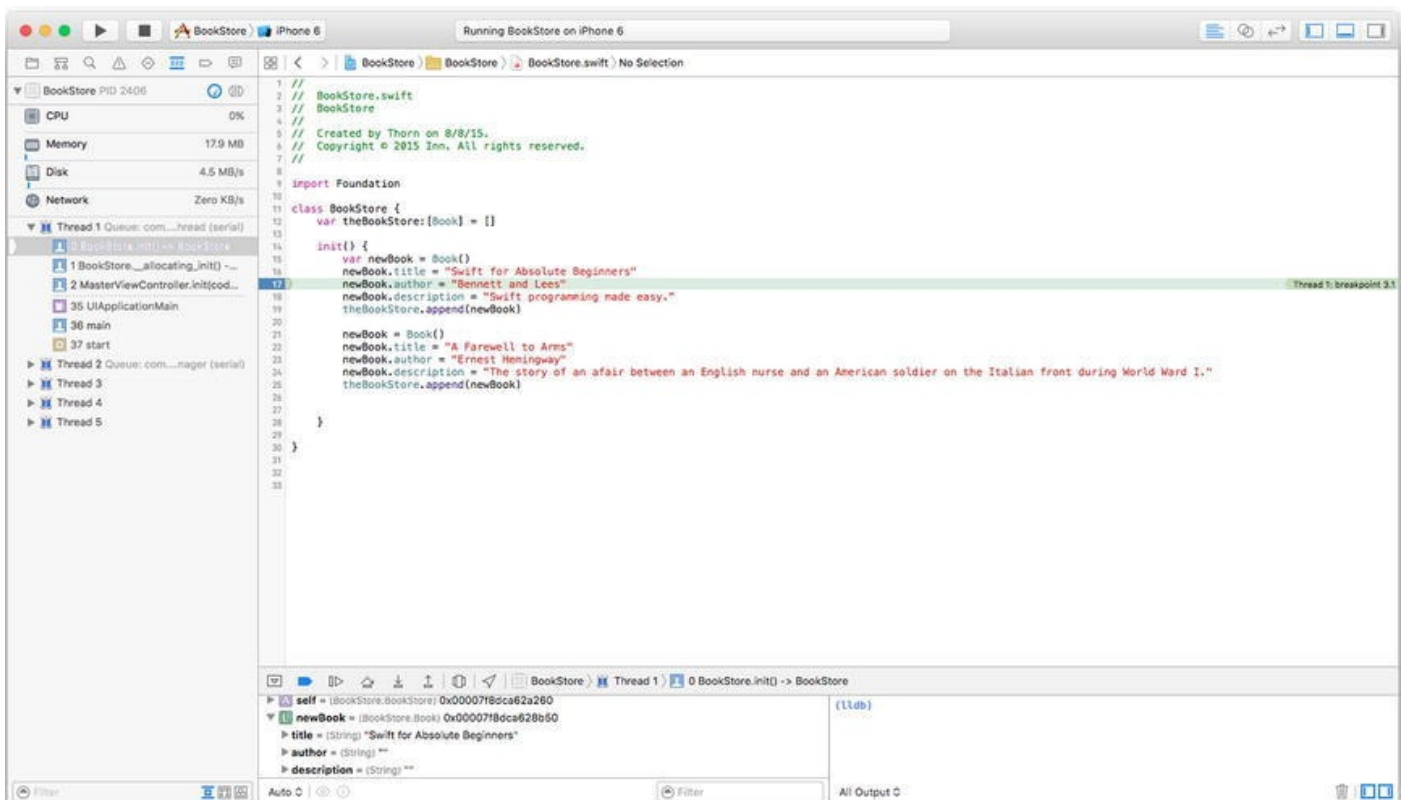 BookStore iPhone 6
Running BookStore on iPhone 6
BookStore PID 2406
CPU 0%
Memory 17.9 MB
Disk 4.5 MB/s
Network Zero KB/s
Thread 1 Queue: com....hread (serial)
0 BookStore.init() -> BookStore
1 BookStore.__allocating_init() -...
2 MasterViewController.init(cod...
35 UIApplicationMain
36 main
37 start
Thread 2 Queue: com....nager (serial)
Thread 3
Thread 4
Thread 5
Filter
BookStore BookStore BookStore.swift No Selection
1 //
2 // BookStore.swift
3 // BookStore
4 //
5 // Created by Thorn on 8/8/15.
6 // Copyright © 2015 Inn. All rights reserved.
7 //
8
9 import Foundation
10
11 class BookStore {
12 var theBookStore:[Book] = []
13
14 init() {
15 var newBook = Book()
16 newBook.title = "Swift for Absolute Beginners"
17 newBook.author = "Bennett and Lees" Thread 1: breakpoint 3.1
18 newBook.description = "Swift programming made easy."
19 theBookStore.append(newBook)
20
21 newBook = Book()
22 newBook.title = "A Farewell to Arms"
23 newBook.author = "Ernest Hemingway"
24 newBook.description = "The story of an afair between an English nurse and an American soldier on the Italian front during World Ward I."
25 theBookStore.append(newBook)
26
27
28 }
29
30 }
31
32
33
BookStore Thread 1 0 BookStore.init() -> BookStore
self = (BookStore.BookStore) 0x00007f8dca62a260
newBook = (BookStore.Book) 0x00007f8dca628b50
title = (String) "Swift for Absolute Beginners"
author = (String) ""
description = (String) ""
Auto
Filter
(lldb)
All Output